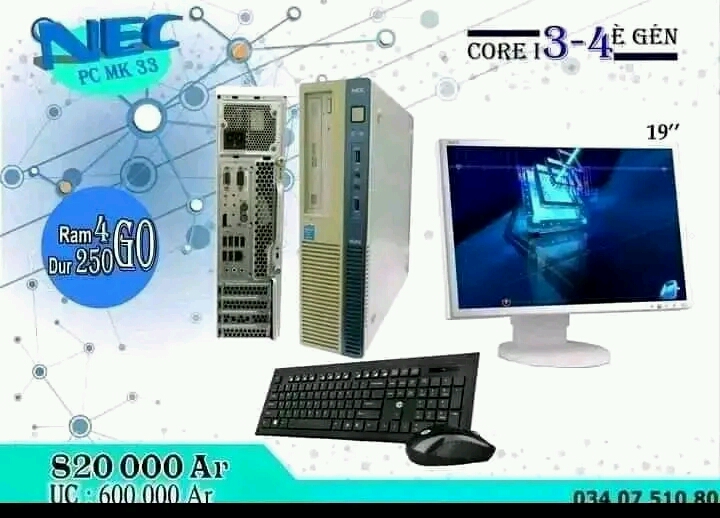 NEC
PC MK 33
CORE I 3-4È GÉN
19''
Ram 4 GO
Dur 250
820 000 Ar
UC : 600 000 Ar
034 07 510 80